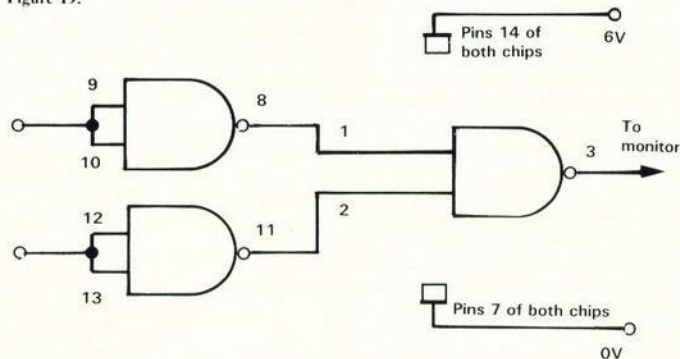 Figure 19.
Pins 14 of
both chips
6V
9
8
10
1
To
monitor
3
12
11
2
13
Pins 7 of both chips
0V